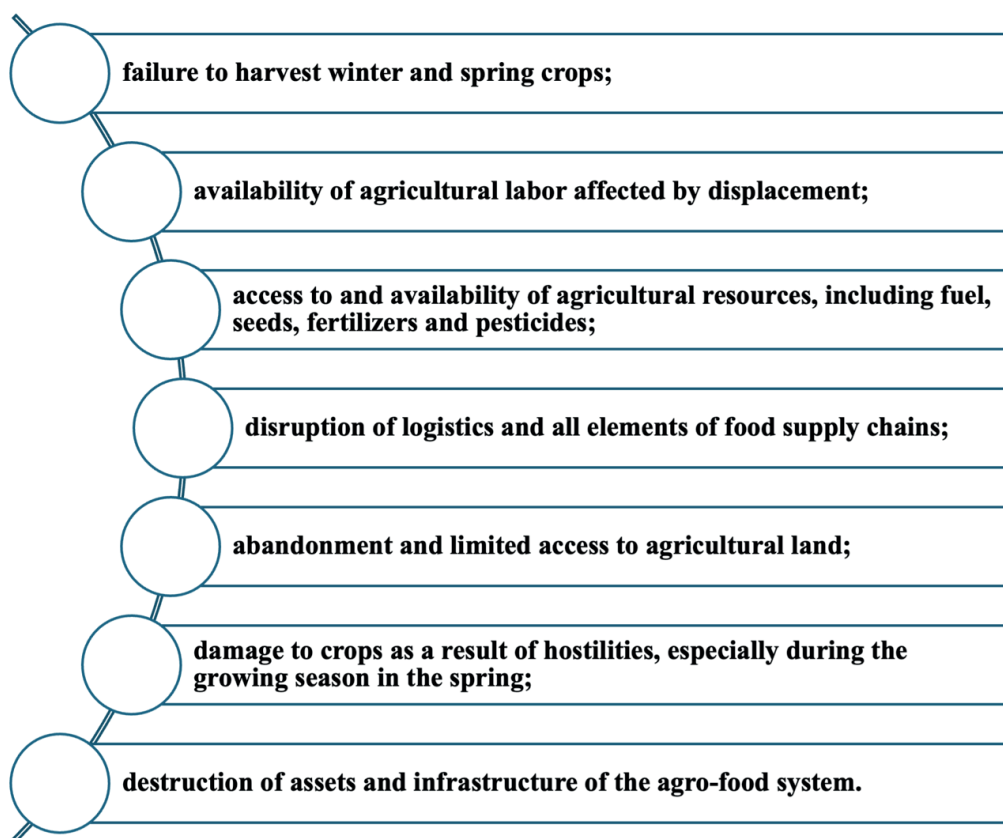 failure to harvest winter and spring crops;
availability of agricultural labor affected by displacement;
access to and availability of agricultural resources, including fuel,
seeds, fertilizers and pesticides;
disruption of logistics and all elements of food supply chains;
abandonment and limited access to agricultural land;
damage to crops as a result of hostilities, especially during the
growing season in the spring;
destruction of assets and infrastructure of the agro-food system.